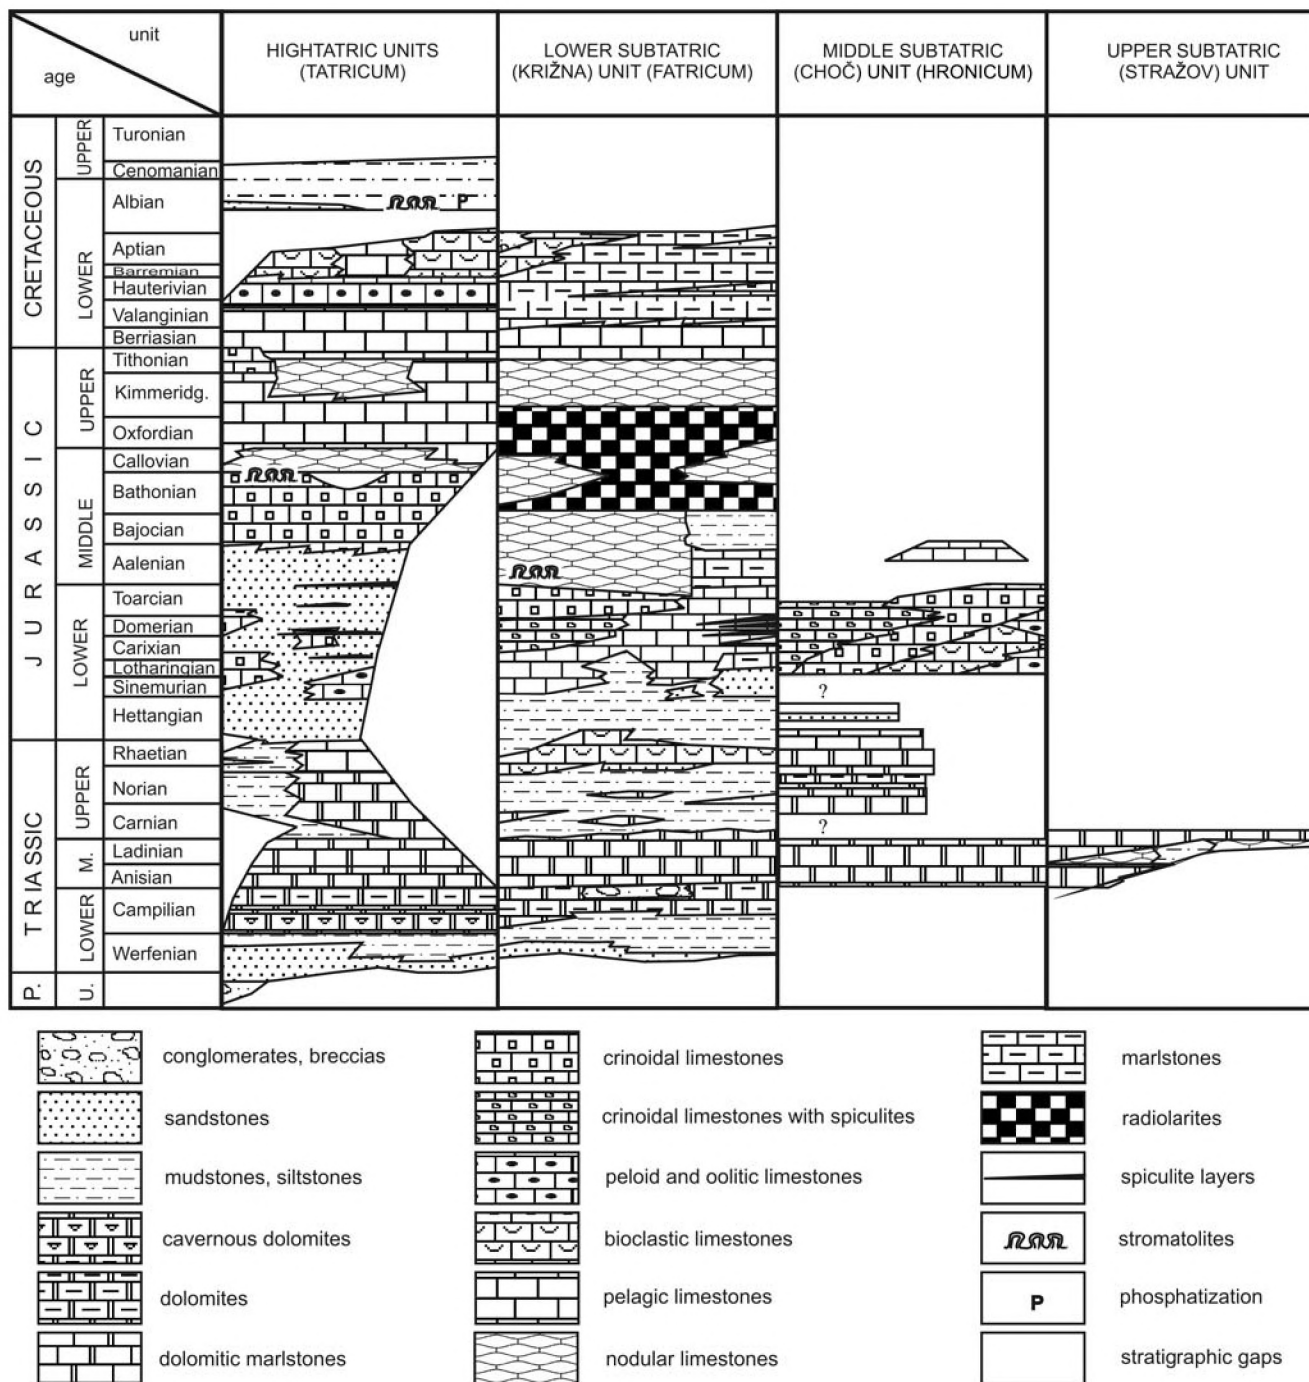 unit
age
HIGHTATRIC UNITS
(TATRICUM)
LOWER SUBTATRIC
(KRIŽNA) UNIT (FATRICUM)
MIDDLE SUBTATRIC
(CHOČ) UNIT (HRONICUM)
UPPER SUBTATRIC
(STRAŽOV) UNIT
CRETACEOUS
UPPER
Turonian
Cenomanian
LOWER
Albian
P
Aptian
Barremian
Hauterivian
Valanginian
Berriasian
JURASSIC
UPPER
Tithonian
Kimmeridg.
Oxfordian
MIDDLE
Callovian
Bathonian
Bajocian
Aalenian
LOWER
Toarcian
Domerian
Carixian
Lotharingian
Sinemurian
?
Hettangian
TRIASSIC
UPPER
Rhaetian
Norian
Carnian
?
M.
Ladinian
Anisian
LOWER
Campilian
Werfenian
P.
U.
conglomerates, breccias
sandstones
mudstones, siltstones
cavernous dolomites
dolomites
dolomitic marlstones
crinoidal limestones
crinoidal limestones with spiculites
peloid and oolitic limestones
bioclastic limestones
pelagic limestones
nodular limestones
marlstones
radiolarites
spiculite layers
stromatolites
P
phosphatization
stratigraphic gaps